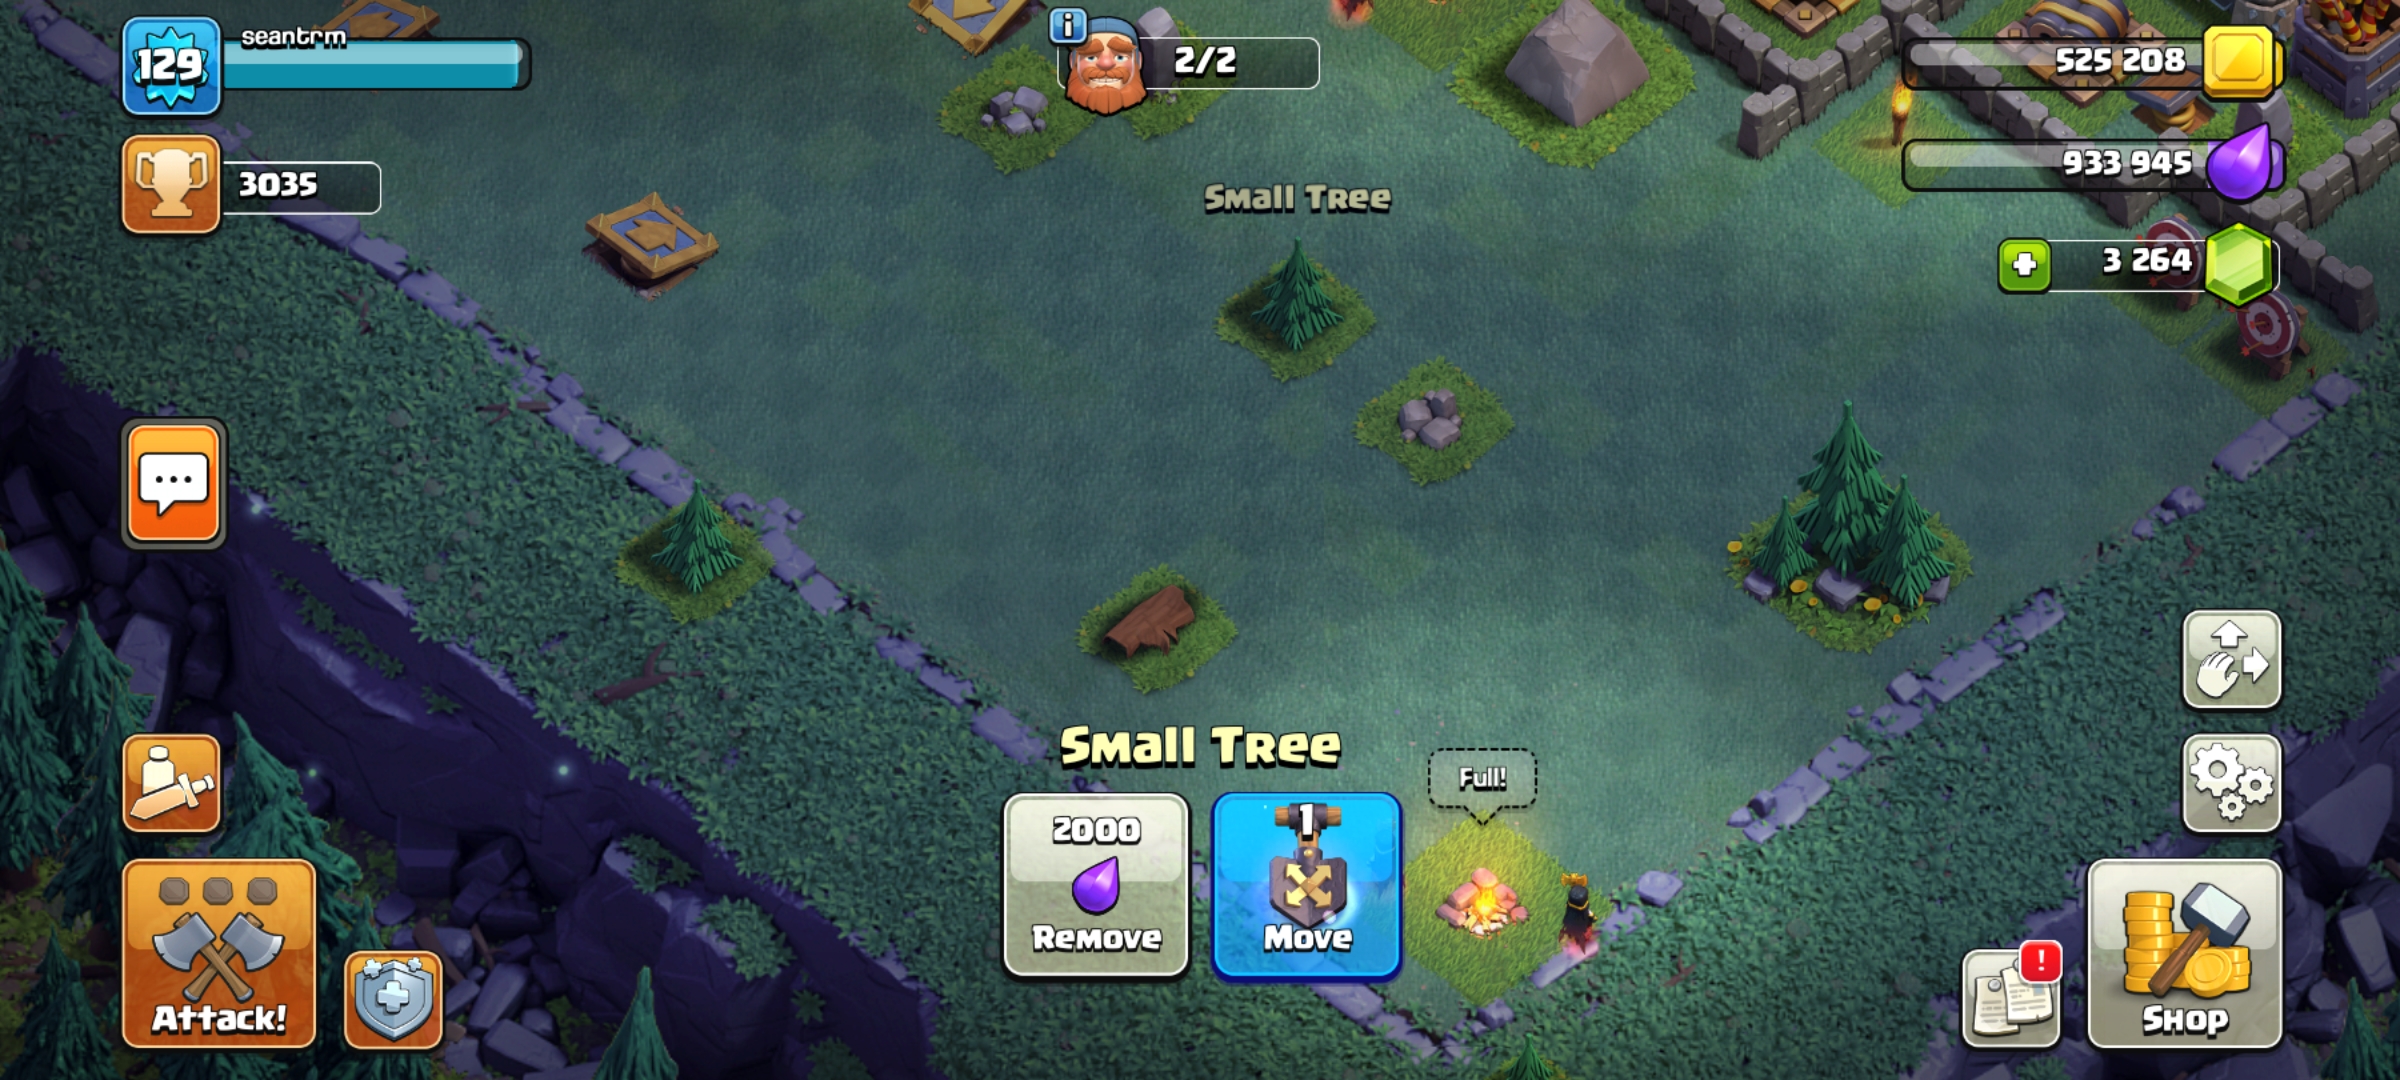 129
seantrm
i
2/2
525 208
3035
933 945
Small Tree
3 264
Small Tree
Full!
2000
1
Remove
Move
!
Attack!
Shop